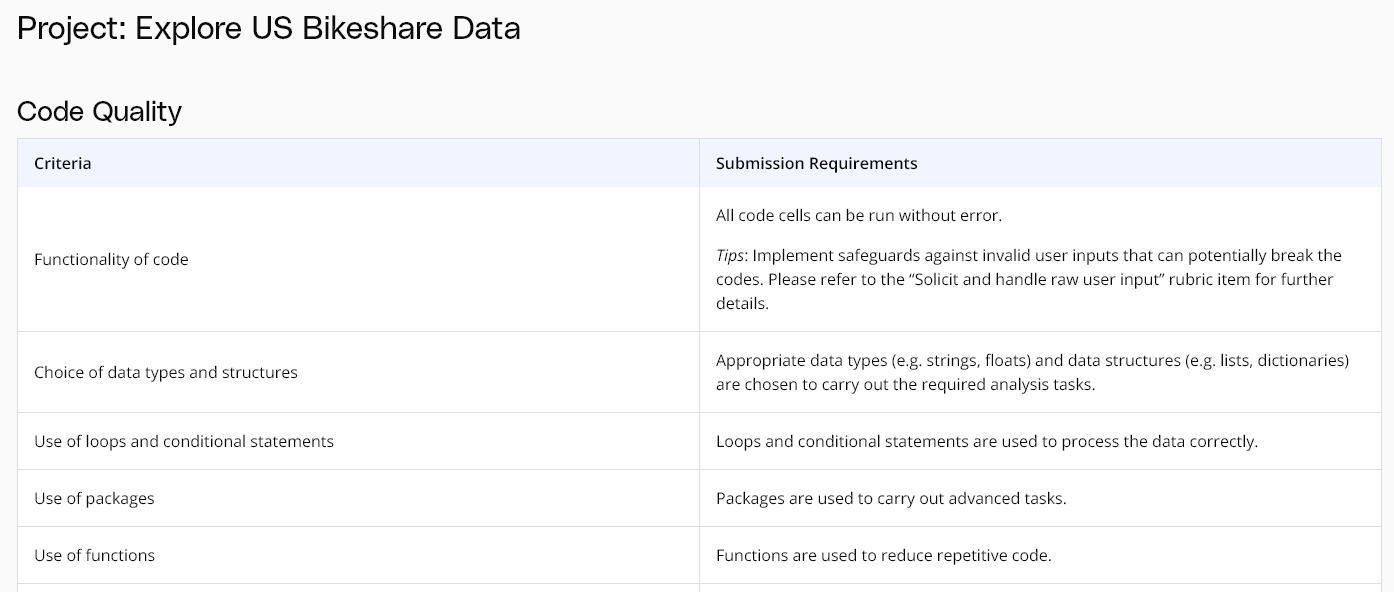 Project: Explore US Bikeshare Data
Code Quality
Criteria
Submission Requirements
Functionality of code
All code cells can be run without error.
Tips: Implement safeguards against invalid user inputs that can potentially break the
codes. Please refer to the “Solicit and handle raw user input” rubric item for further
details.
Choice of data types and structures
Appropriate data types (e.g. strings, floats) and data structures (e.g. lists, dictionaries)
are chosen to carry out the required analysis tasks.
Use of loops and conditional statements
Loops and conditional statements are used to process the data correctly.
Use of packages
Packages are used to carry out advanced tasks.
Use of functions
Functions are used to reduce repetitive code.